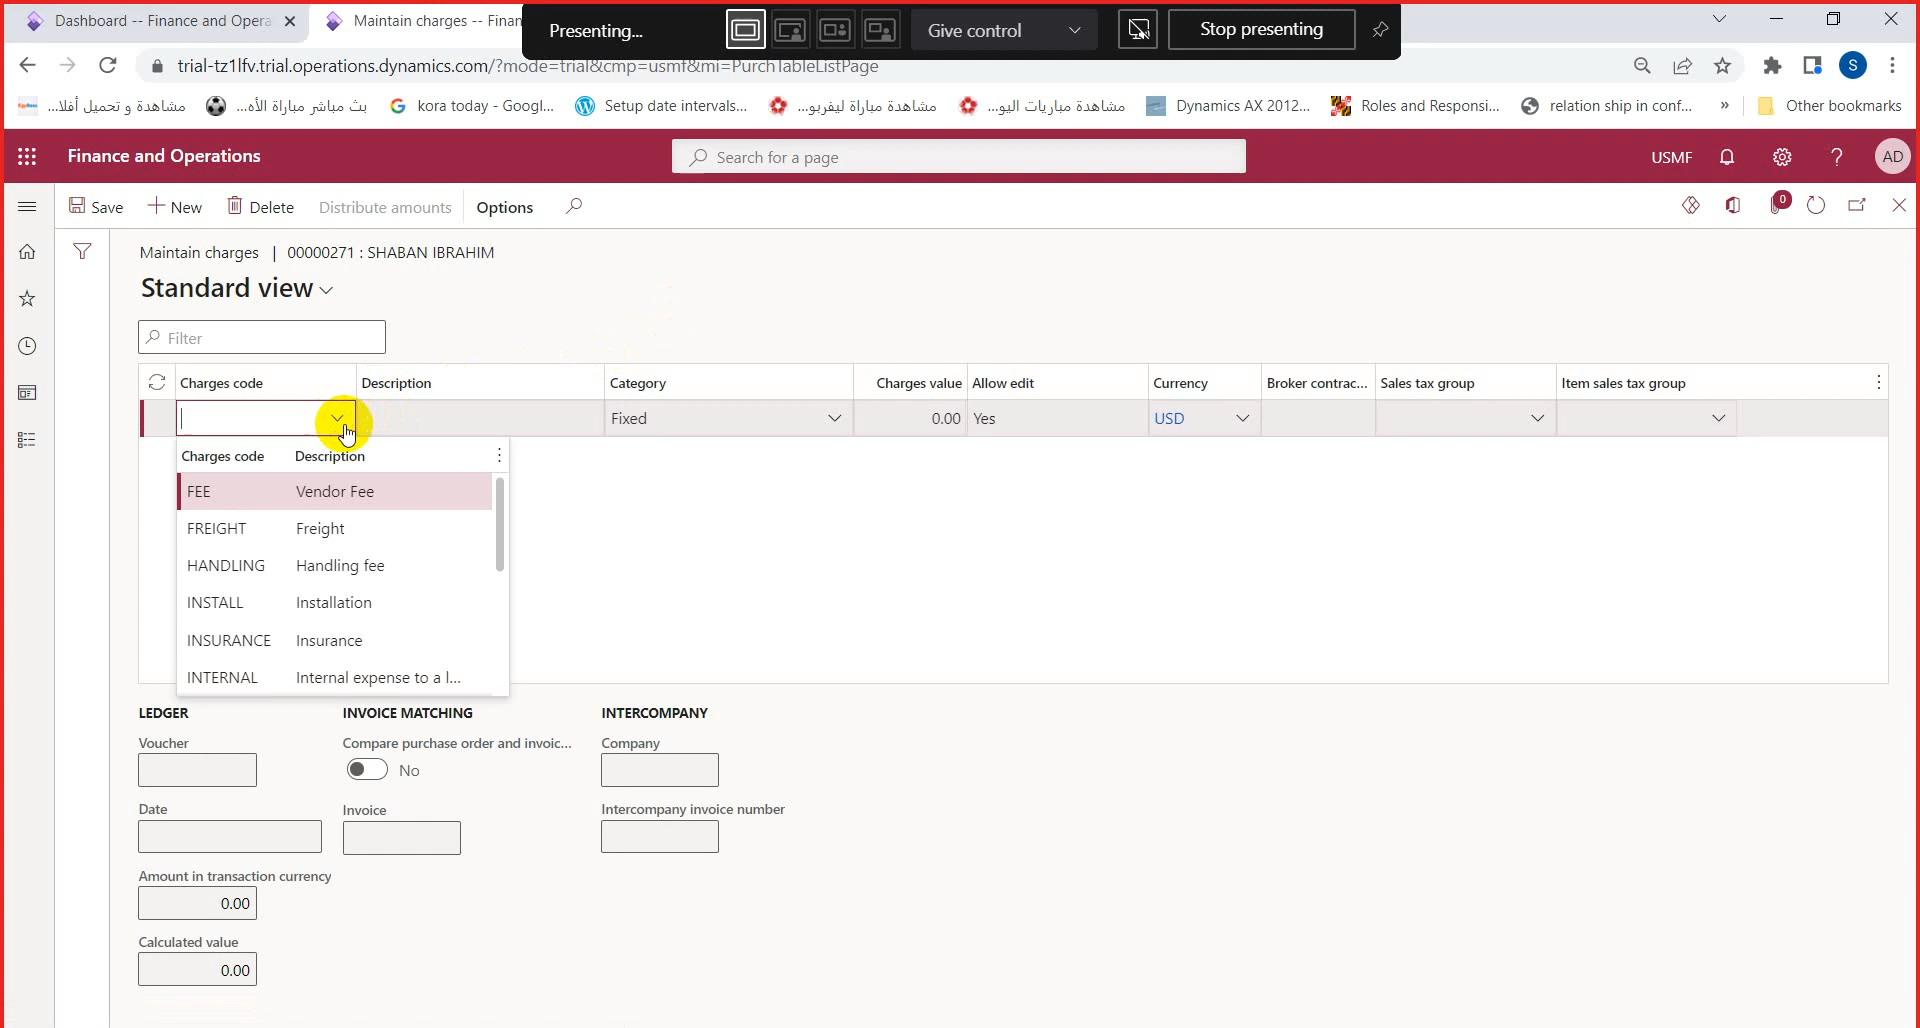 Dashboard -- Finance and Opera
Maintain charges -- Finan
Presenting...
Give control
Stop presenting
trial-tz1lfv.trial.operations.dynamics.com/?mode=trial&cmp=usmf&mi=PurchTableListPage
S
مشاهدة و تحميل أفلا...
بث مباشر مباراة الأه...
kora today - Googl...
Setup date intervals...
مشاهدة مباراة ليفربو...
مشاهدة مباريات اليو...
Dynamics AX 2012...
Roles and Responsi...
relation ship in conf...
»
Other bookmarks
Finance and Operations
Search for a page
USMF
?
AD
Save
New
Delete
Distribute amounts
Options
0
Maintain charges | 00000271 : SHABAN IBRAHIM
Standard view
Filter
Charges code Description Category Charges value Allow edit Currency Broker contrac... Sales tax group Item sales tax group
Fixed 0.00 Yes USD
Charges code Description
FEE Vendor Fee
FREIGHT Freight
HANDLING Handling fee
INSTALL Installation
INSURANCE Insurance
INTERNAL Internal expense to a l...
LEDGER
Voucher
Date
Amount in transaction currency
0.00
Calculated value
0.00
INVOICE MATCHING
Compare purchase order and invoic...
No
Invoice
INTERCOMPANY
Company
Intercompany invoice number